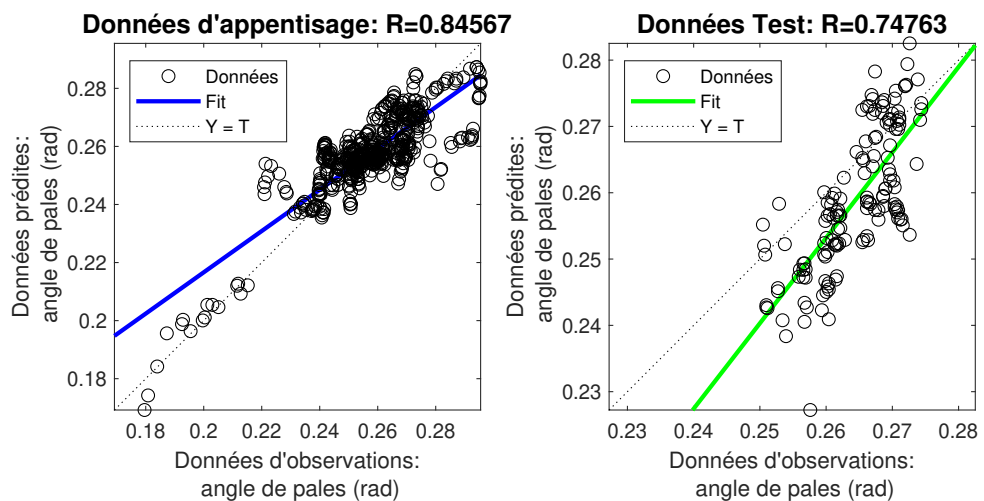 Données d'appentisage: R=0.84567
Données prédites:
angle de pales (rad)
0.28
0.26
0.24
0.22
0.2
0.18
Données
Fit
Y = T
0.18 0.2 0.22 0.24 0.26 0.28
Données d'observations:
angle de pales (rad)
Données Test: R=0.74763
Données prédites:
angle de pales (rad)
0.28
0.27
0.26
0.25
0.24
0.23
Données
Fit
Y = T
0.23 0.24 0.25 0.26 0.27 0.28
Données d'observations:
angle de pales (rad)